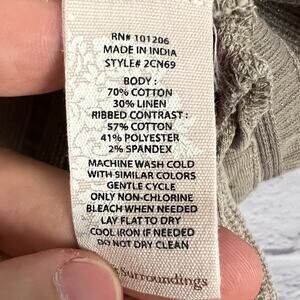 RN# 101206
MADE IN INDIA
STYLE# 2CN69
BODY:
70% COTTON
30% LINEN
RIBBED CONTRAST:
57% COTTON
41% POLYESTER
2% SPANDEX
MACHINE WASH COLD
WITH SIMILAR COLORS
GENTLE CYCLE
ONLY NON-CHLORINE
BLEACH WHEN NEEDED
LAY FLAT TO DRY
COOL IRON IF NEEDED
DO NOT DRY CLEAN
Surroundings